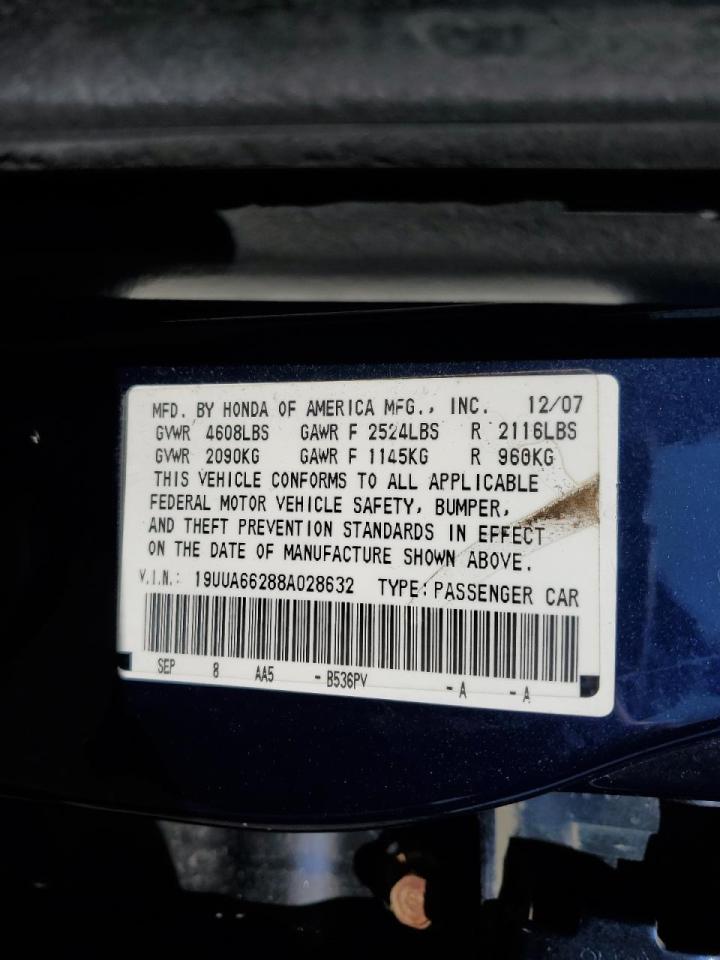 MFD. BY HONDA OF AMERICA MFG., INC. 12/07
GVWR 4608LBS GAWR F 2524LBS R 2116LBS
GVWR 2090KG GAWR F 1145KG R 960KG
THIS VEHICLE CONFORMS TO ALL APPLICABLE
FEDERAL MOTOR VEHICLE SAFETY, BUMPER,
AND THEFT PREVENTION STANDARDS IN EFFECT
ON THE DATE OF MANUFACTURE SHOWN ABOVE.
V.I.N.: 19UUA66288A028632 TYPE: PASSENGER CAR
SEP 8 AA5 - B536PV - A - A